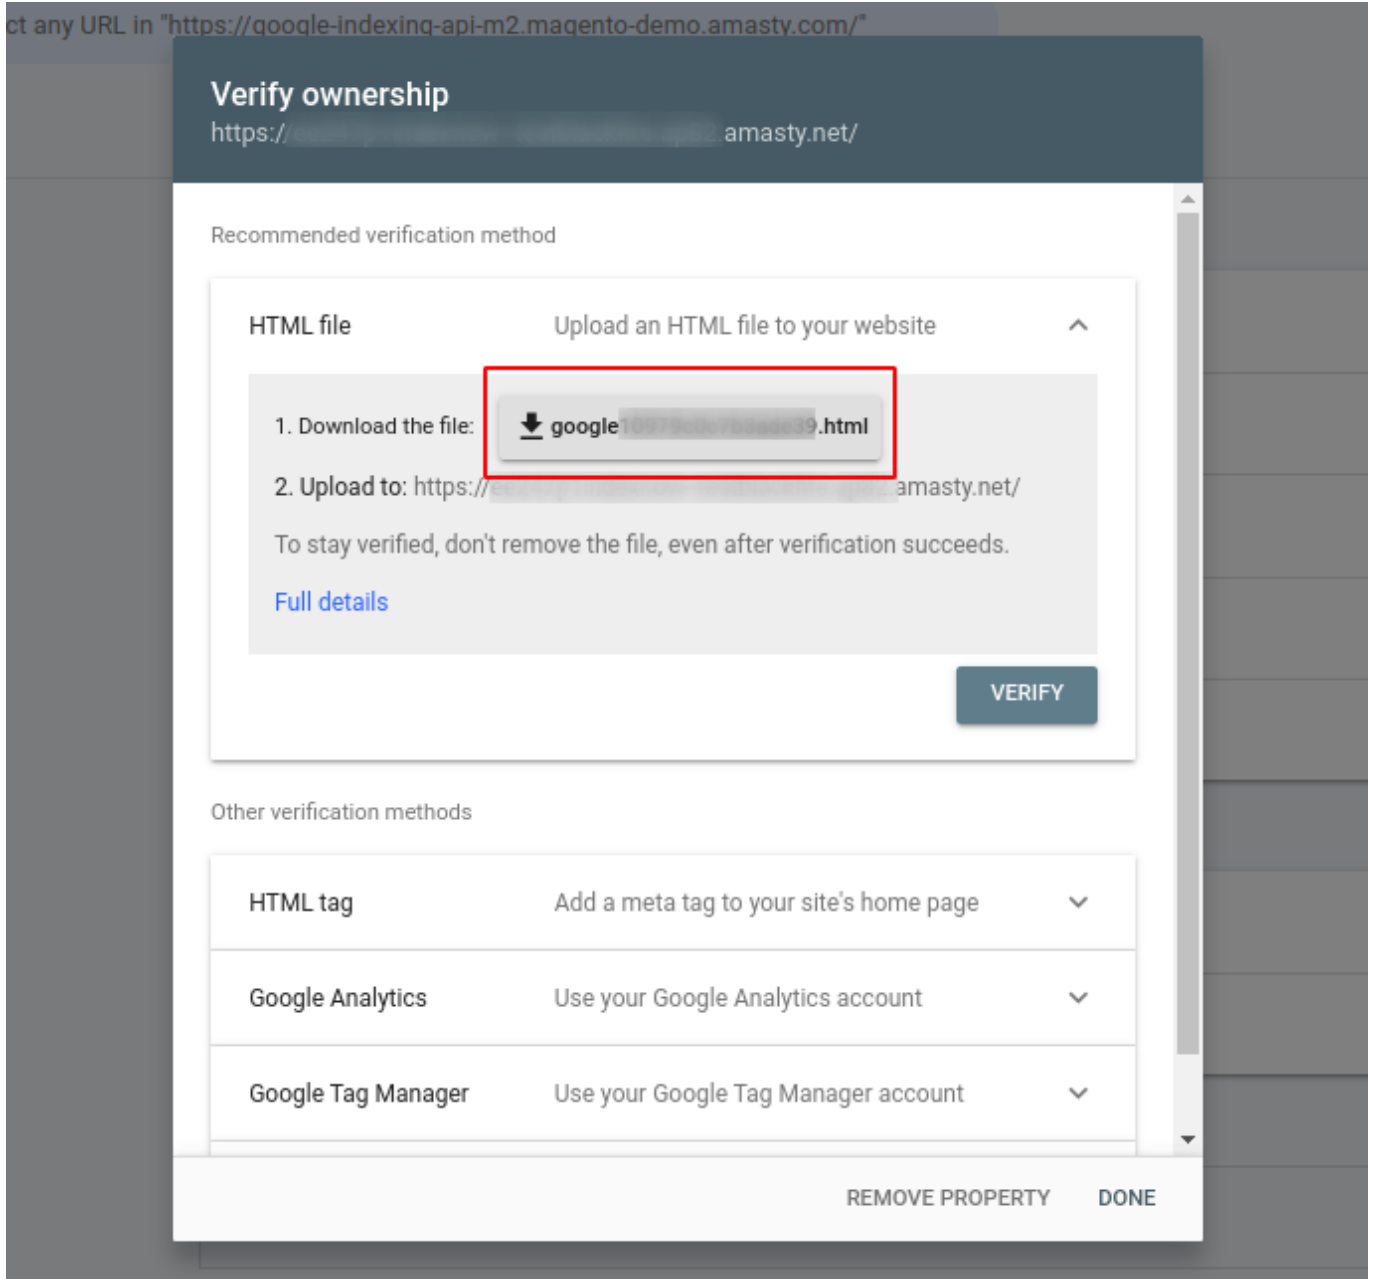 ct any URL in "https://google-indexing-api-m2.magento-demo.amasty.com/"
Verify ownership
https:// .amasty.net/
Recommended verification method
HTML file Upload an HTML file to your website
1. Download the file: google .html
2. Upload to: https:// amasty.net/
To stay verified, don't remove the file, even after verification succeeds.
Full details
VERIFY
Other verification methods
HTML tag Add a meta tag to your site's home page
Google Analytics Use your Google Analytics account
Google Tag Manager Use your Google Tag Manager account
REMOVE PROPERTY DONE